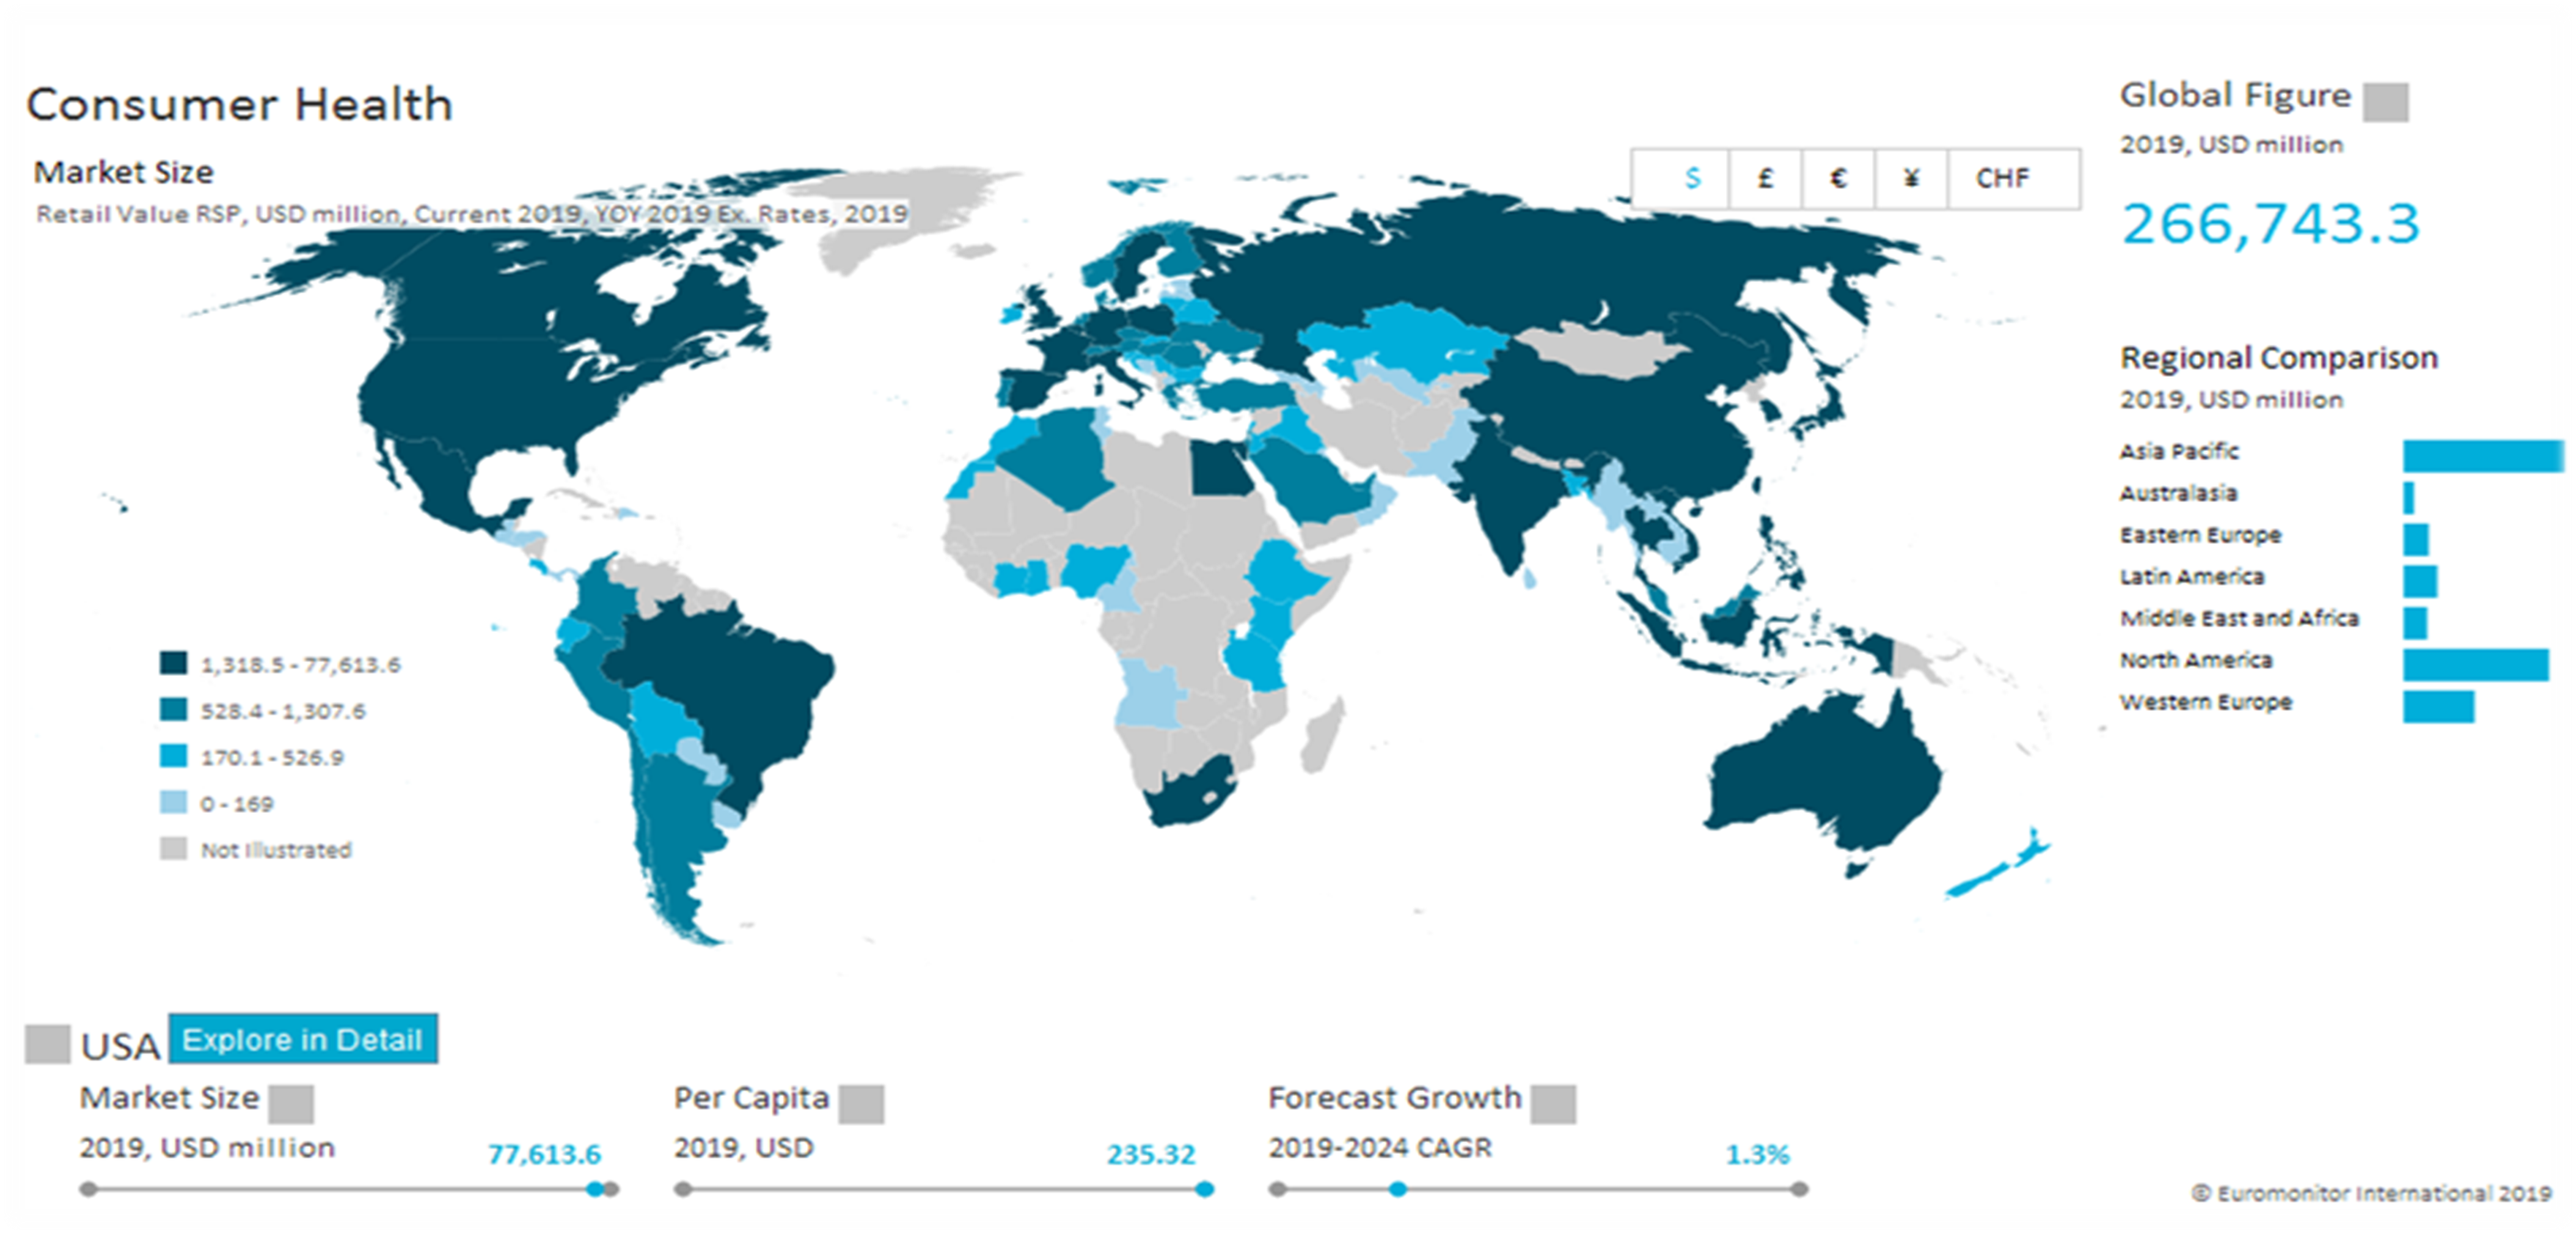 Consumer Health
Market Size
Retail Value RSP, USD million, Current 2019, YOY 2019 Ex. Rates, 2019
$ £ € ¥ CHF
Global Figure
2019, USD million
266,743.3
Regional Comparison
2019, USD million
Asia Pacific
Australasia
Eastern Europe
Latin America
Middle East and Africa
North America
Western Europe
1,318.5 - 77,613.6
528.4 - 1,307.6
170.1 - 526.9
0 - 169
Not Illustrated
USA Explore in Detail
Market Size
2019, USD million 77,613.6
Per Capita
2019, USD 235.32
Forecast Growth
2019-2024 CAGR 1.3%
© Euromonitor International 2019